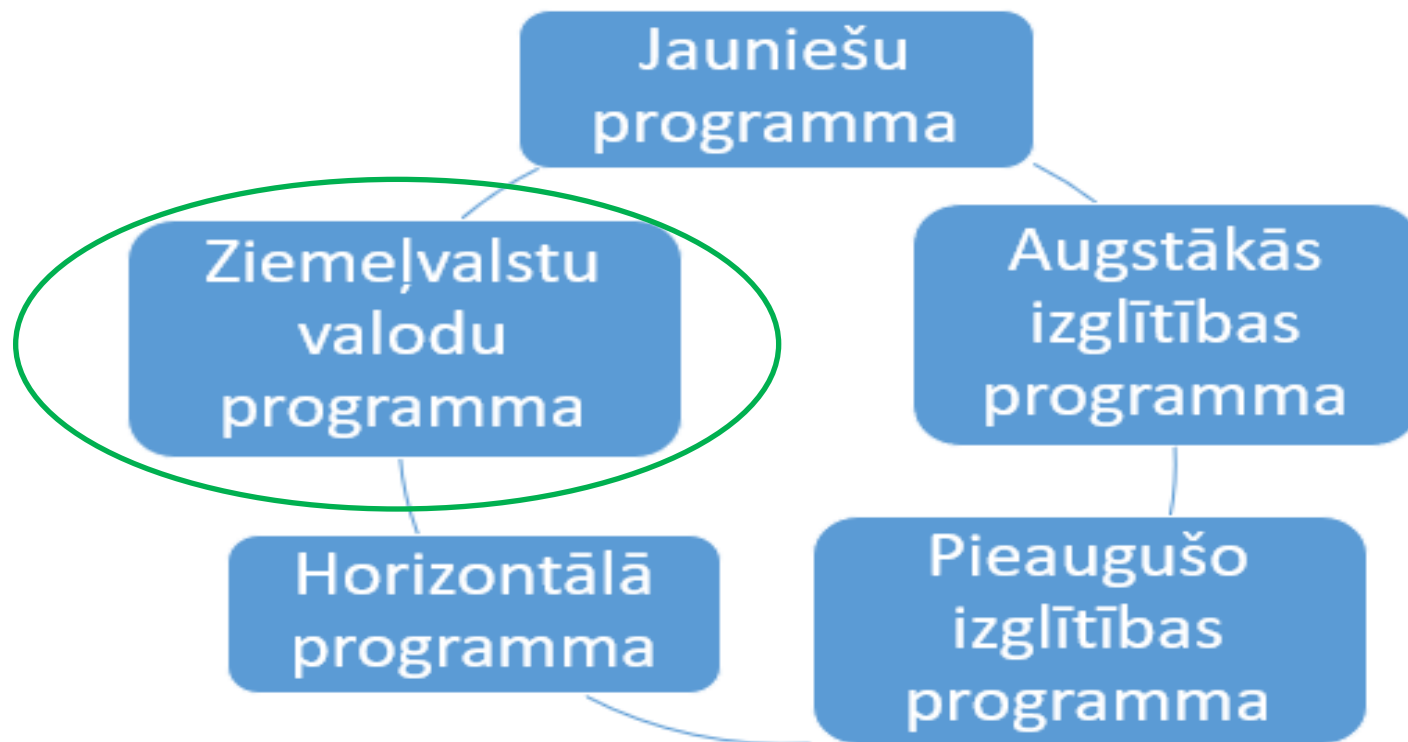 Jauniešu
programma
Ziemeļvalstu
valodu
programma
Augstākās
izglītības
programma
Horizontālā
programma
Pieaugušo
izglītības
programma